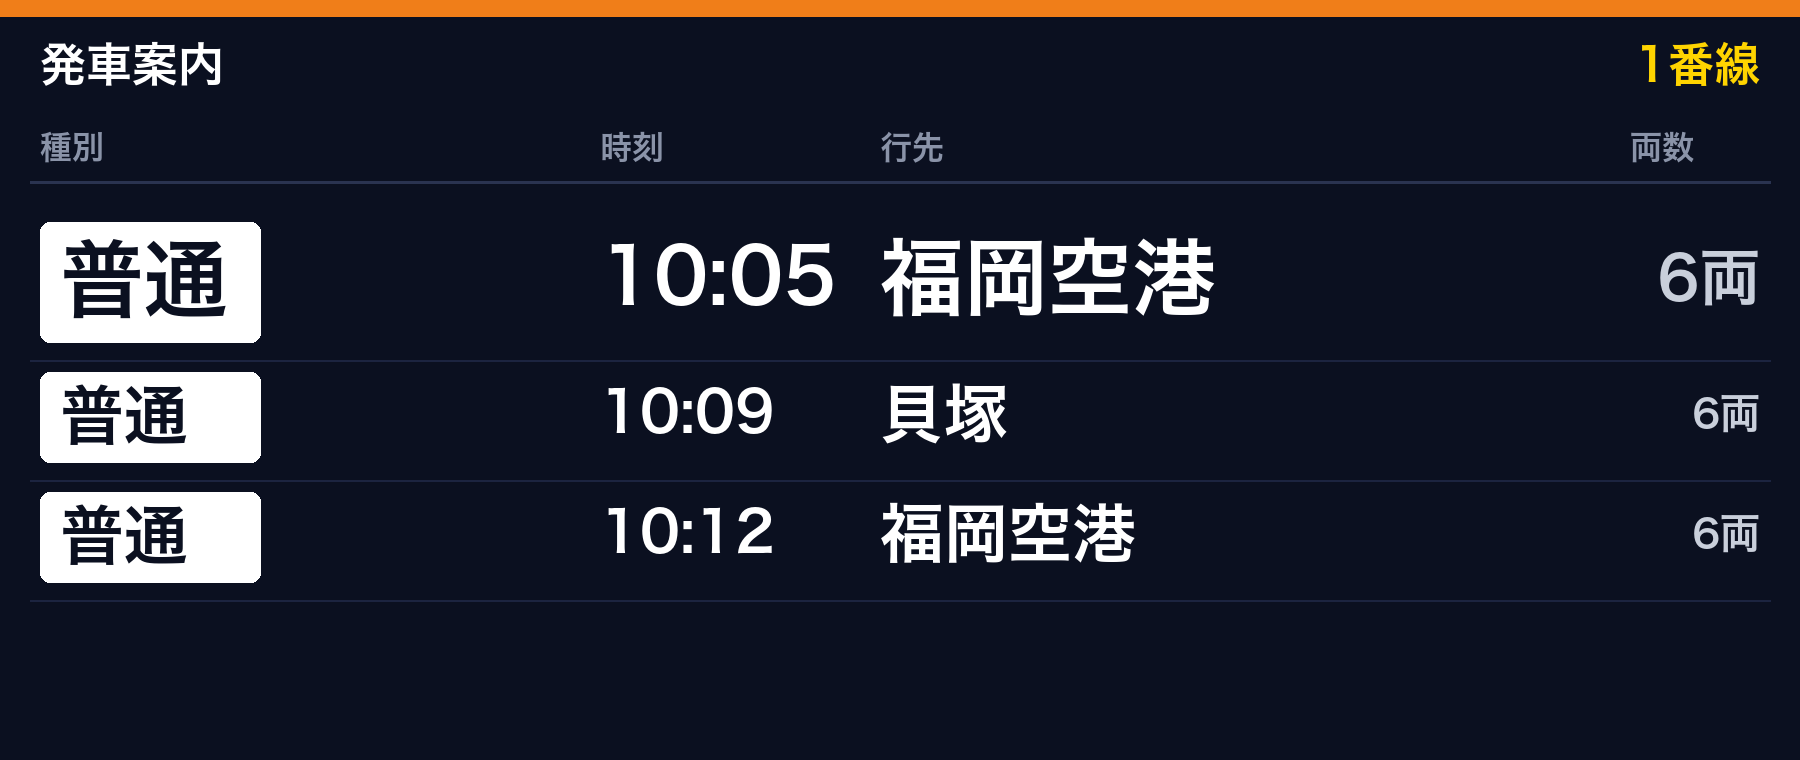 発車案内 1番線
種別 時刻 行先 両数
普通 10:05 福岡空港 6両
普通 10:09 貝塚 6両
普通 10:12 福岡空港 6両